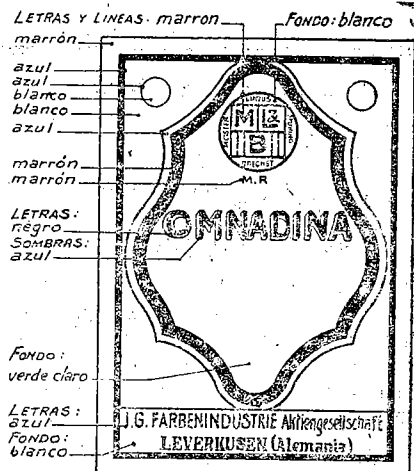 LETRAS Y LINEAS: marron
FONDO: blanco
marrón
azul
azul
blanco
blanco
azul
marrón
marrón
LETRAS:
negro
SOMBRAS:
azul
FONDO:
verde claro
LETRAS:
azul
FONDO:
blanco
M L&
B
M.R
OMNADINA
J.G. FARBENINDUSTRIE Aktiengesellschaft
LEVERKUSEN (Alemania)